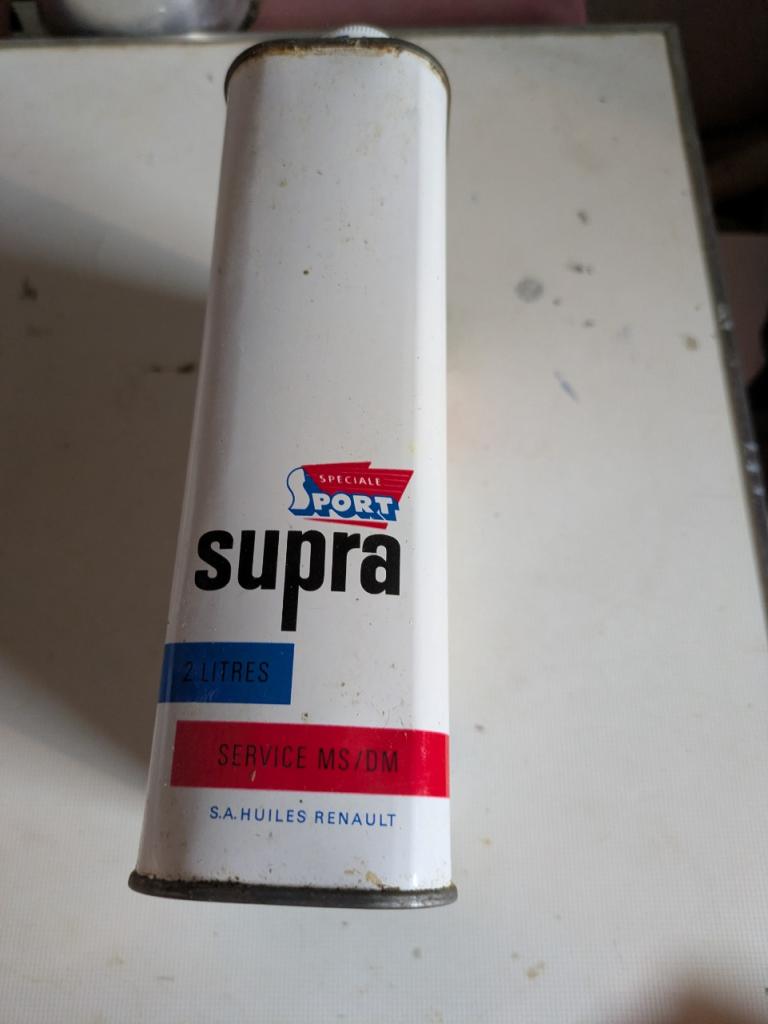 SPECIALE
SPORT
supra
2 LITRES
SERVICE MS/DM
S.A. HUILES RENAULT